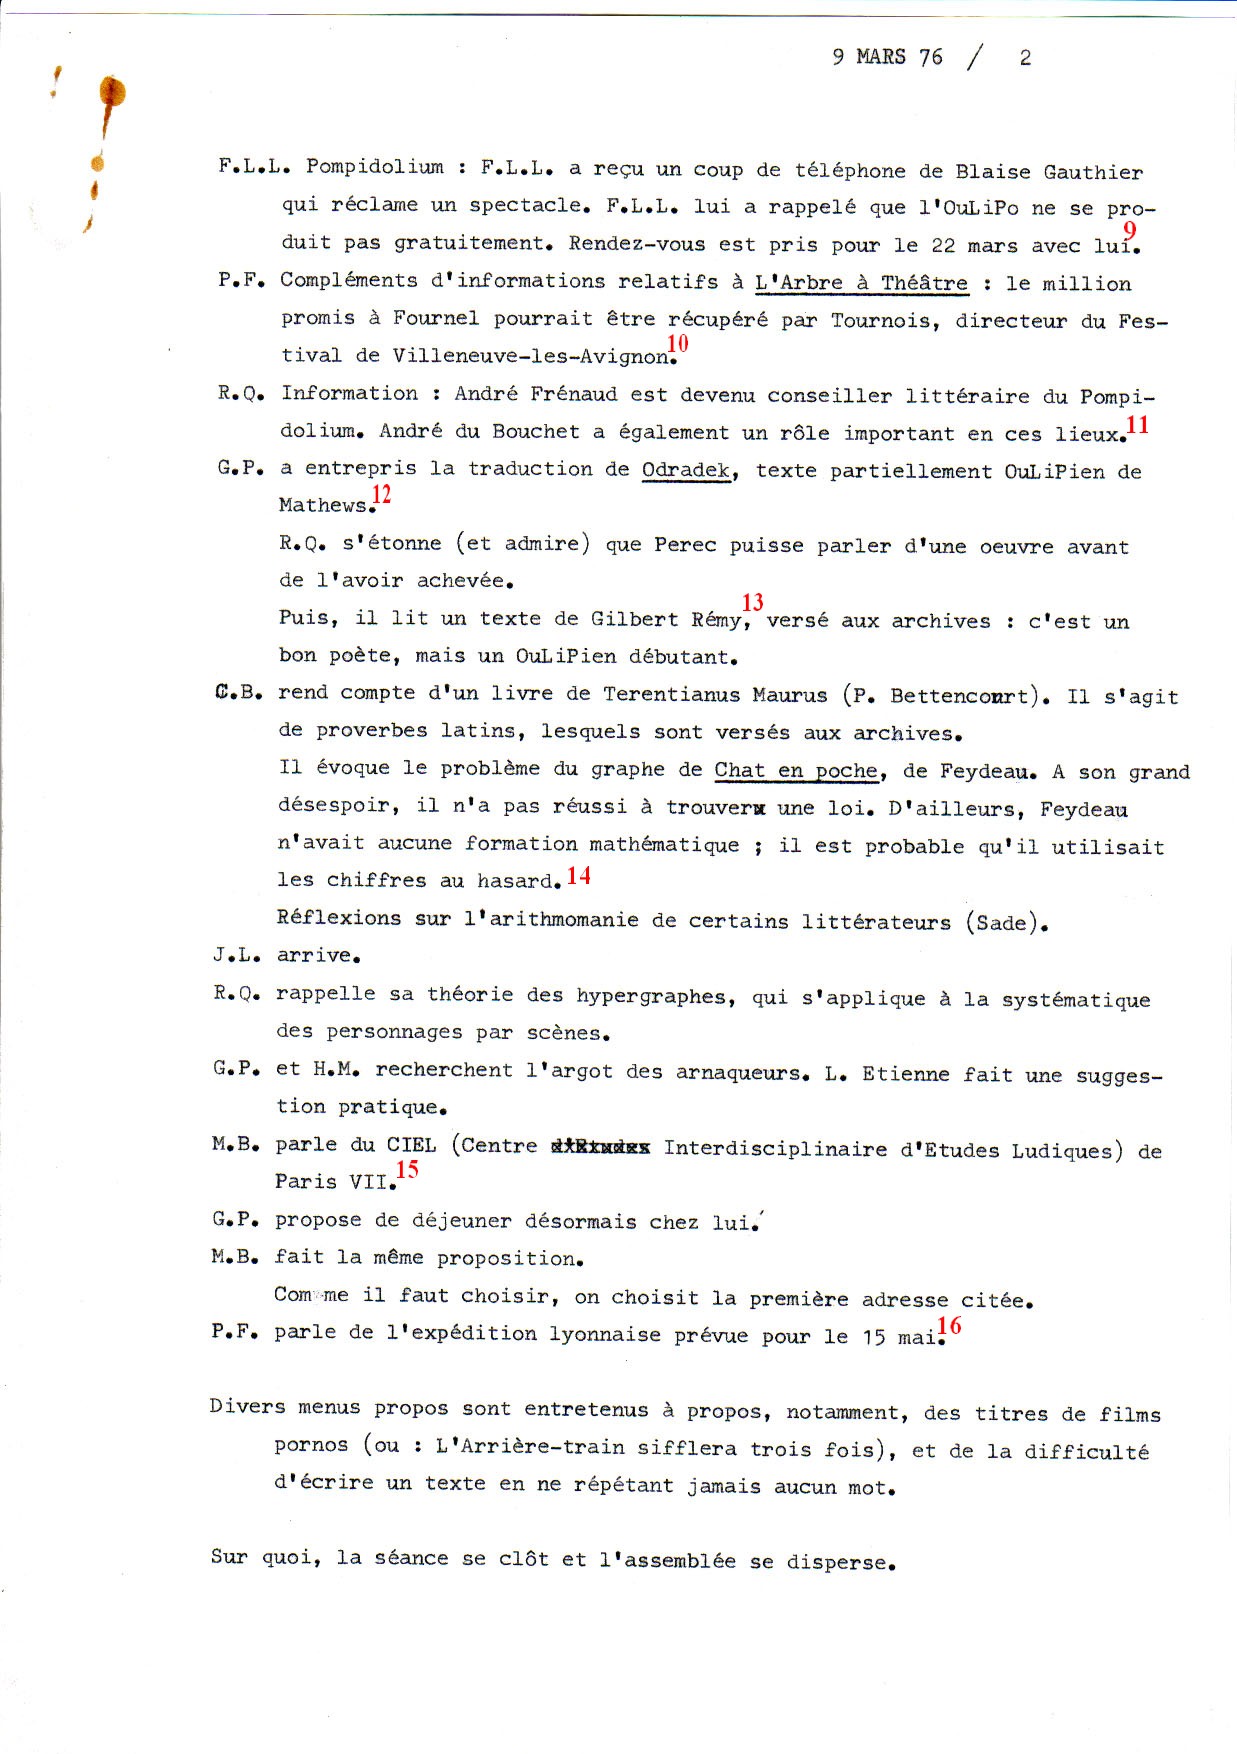 9 MARS 76 / 2
F.L.L. Pompidolium : F.L.L. a reçu un coup de téléphone de Blaise Gauthier
qui réclame un spectacle. F.L.L. lui a rappelé que l'OuLiPo ne se pro-
duit pas gratuitement. Rendez-vous est pris pour le 22 mars avec lui.9
P.F. Compléments d'informations relatifs à L'Arbre à Théâtre : le million
promis à Fournel pourrait être récupéré par Tournois, directeur du Fes-
tival de Villeneuve-les-Avignon.10
R.Q. Information : André Frénaud est devenu conseiller littéraire du Pompi-
dolium. André du Bouchet a également un rôle important en ces lieux.11
G.P. a entrepris la traduction de Odradek, texte partiellement OuLiPien de
Mathews.12
R.Q. s'étonne (et admire) que Perec puisse parler d'une oeuvre avant
de l'avoir achevée.
Puis, il lit un texte de Gilbert Rémy,13 versé aux archives : c'est un
bon poète, mais un OuLiPien débutant.
C.B. rend compte d'un livre de Terentianus Maurus (P. Bettencourt). Il s'agit
de proverbes latins, lesquels sont versés aux archives.
Il évoque le problème du graphe de Chat en poche, de Feydeau. A son grand
désespoir, il n'a pas réussi à trouver une loi. D'ailleurs, Feydeau
n'avait aucune formation mathématique ; il est probable qu'il utilisait
les chiffres au hasard.14
Réflexions sur l'arithmomanie de certains littérateurs (Sade).
J.L. arrive.
R.Q. rappelle sa théorie des hypergraphes, qui s'applique à la systématique
des personnages par scènes.
G.P. et H.M. recherchent l'argot des arnaqueurs. L. Etienne fait une sugges-
tion pratique.
M.B. parle du CIEL (Centre Interdisciplinaire d'Etudes Ludiques) de
Paris VII.15
G.P. propose de déjeuner désormais chez lui.
M.B. fait la même proposition.
Comme il faut choisir, on choisit la première adresse citée.
P.F. parle de l'expédition lyonnaise prévue pour le 15 mai.16
Divers menus propos sont entretenus à propos, notamment, des titres de films
pornos (ou : L'Arrière-train sifflera trois fois), et de la difficulté
d'écrire un texte en ne répétant jamais aucun mot.
Sur quoi, la séance se clôt et l'assemblée se disperse.